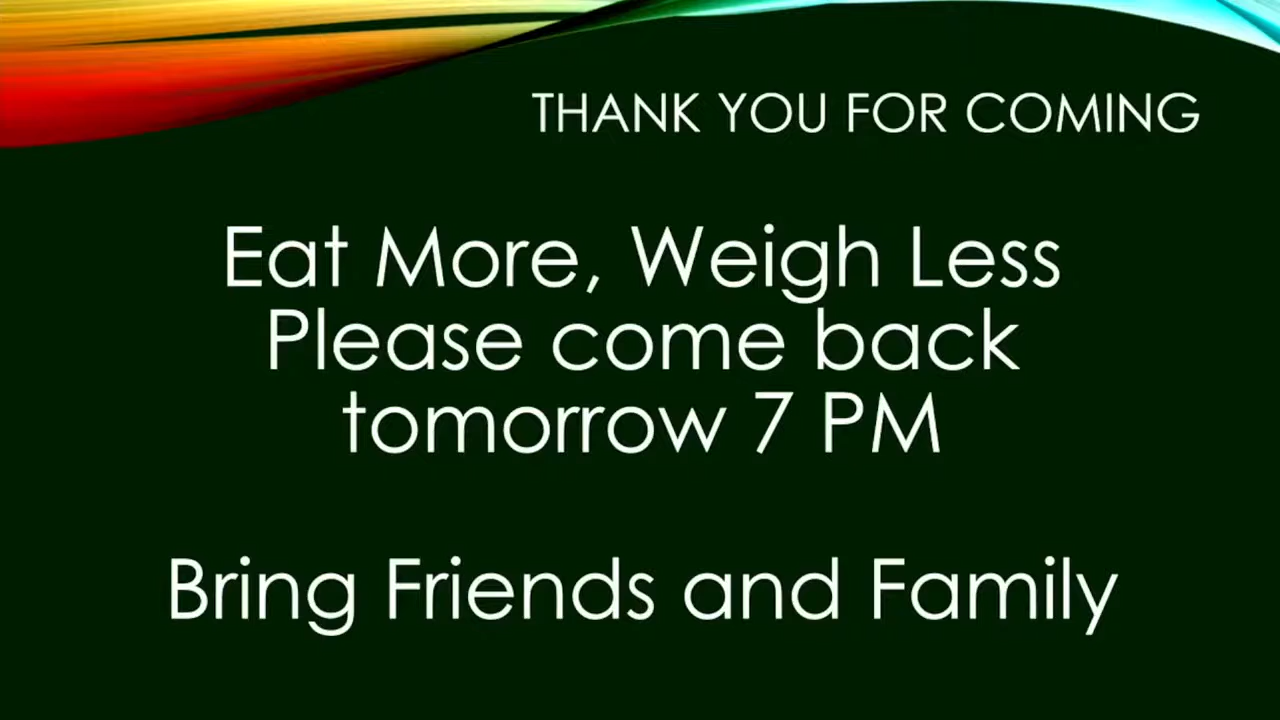 THANK YOU FOR COMING
Eat More, Weigh Less
Please come back
tomorrow 7 PM
Bring Friends and Family